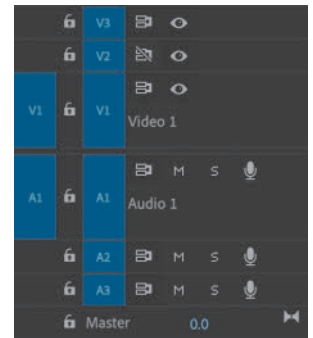 V3
V2
V1 V1
Video 1
A1 A1 M S
Audio 1
A2 M S
A3 M S
Master 0.0